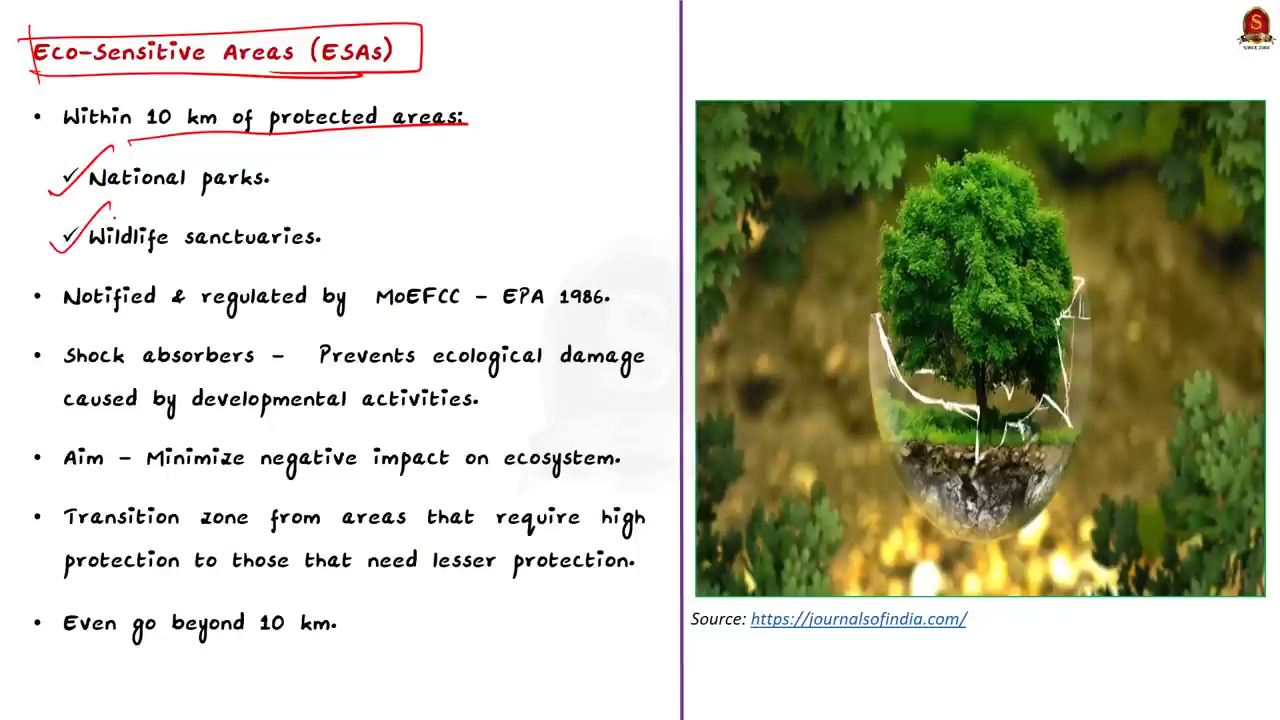 Eco-Sensitive Areas (ESAs)
• Within 10 km of protected areas:
✓ National parks.
✓ Wildlife sanctuaries.
• Notified & regulated by MoEFCC – EPA 1986.
• Shock absorbers – Prevents ecological damage
caused by developmental activities.
• Aim – Minimize negative impact on ecosystem.
• Transition zone from areas that require high
protection to those that need lesser protection.
• Even go beyond 10 km.
S
SINCE 2004
Source: https://journalsofindia.com/